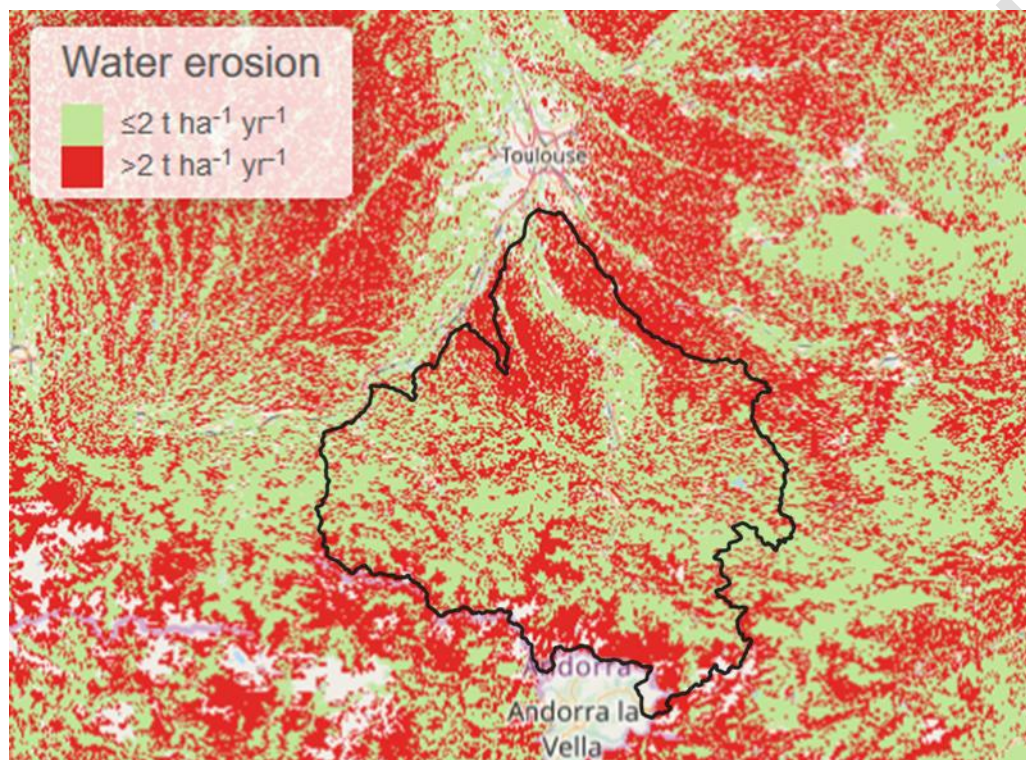 Water erosion
≤2 t ha⁻¹ yr⁻¹
>2 t ha⁻¹ yr⁻¹
Toulouse
Andorra
Andorra la
Vella